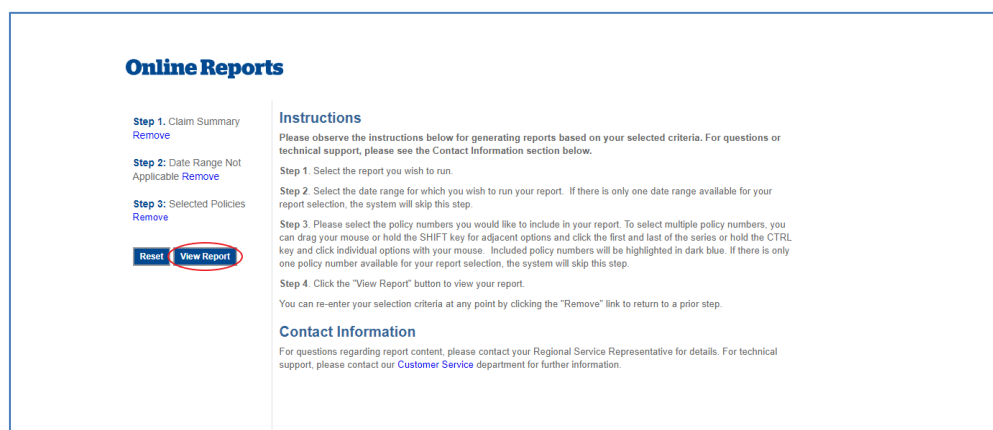 Online Reports
Step 1. Claim Summary
Remove
Step 2: Date Range Not
Applicable Remove
Step 3: Selected Policies
Remove
Reset View Report
Instructions
Please observe the instructions below for generating reports based on your selected criteria. For questions or
technical support, please see the Contact Information section below.
Step 1. Select the report you wish to run.
Step 2. Select the date range for which you wish to run your report. If there is only one date range available for your
report selection, the system will skip this step.
Step 3. Please select the policy numbers you would like to include in your report. To select multiple policy numbers, you
can drag your mouse or hold the SHIFT key for adjacent options and click the first and last of the series or hold the CTRL
key and click individual options with your mouse. Included policy numbers will be highlighted in dark blue. If there is only
one policy number available for your report selection, the system will skip this step.
Step 4. Click the "View Report" button to view your report.
You can re-enter your selection criteria at any point by clicking the "Remove" link to return to a prior step.
Contact Information
For questions regarding report content, please contact your Regional Service Representative for details. For technical
support, please contact our Customer Service department for further information.